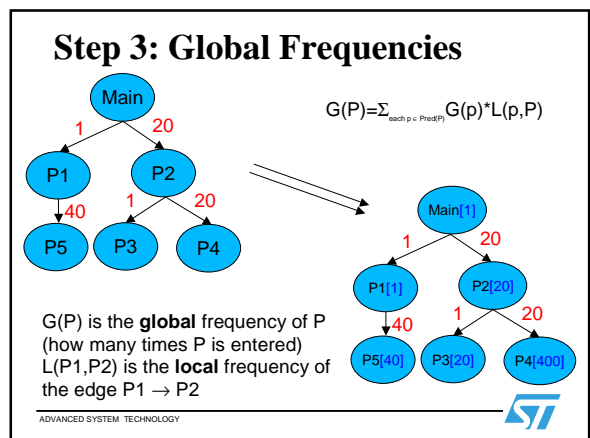 Step 3: Global Frequencies
Main
G(P)=Σeach p ∈ Pred(P)G(p)*L(p,P)
1
20
P1
P2
40
1
20
P5
P3
P4
Main[1]
1
20
P1[1]
P2[20]
40
1
20
P5[40]
P3[20]
P4[400]
G(P) is the global frequency of P
(how many times P is entered)
L(P1,P2) is the local frequency of
the edge P1 → P2
ADVANCED SYSTEM TECHNOLOGY
ST